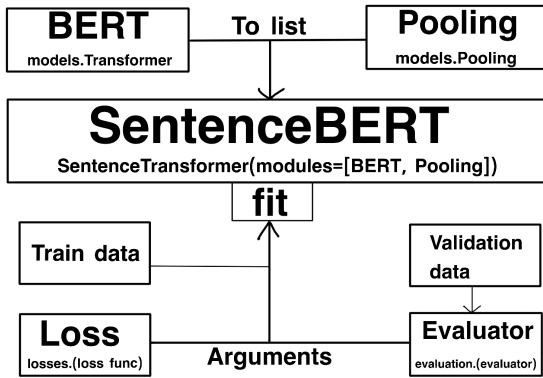 BERT
models.Transformer
To list
Pooling
models.Pooling
SentenceBERT
SentenceTransformer(modules=[BERT, Pooling])
fit
Train data
Validation
data
Loss
losses.(loss func)
Arguments
Evaluator
evaluation.(evaluator)